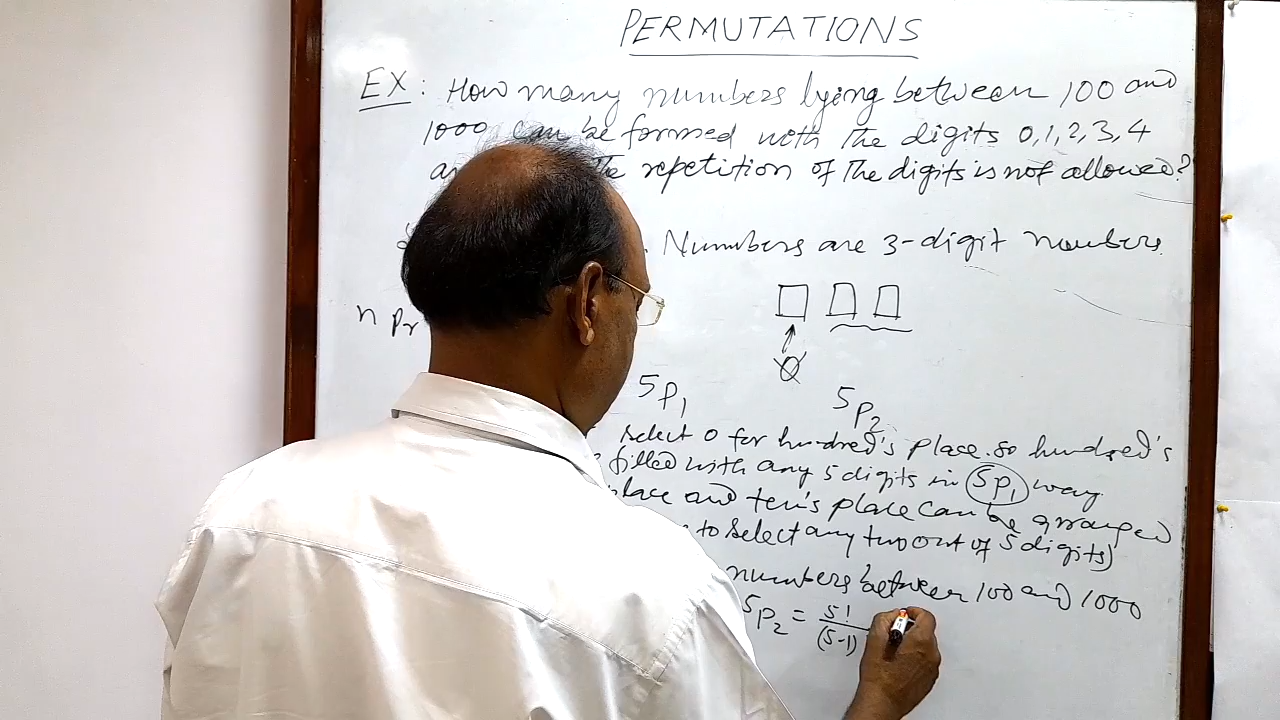 PERMUTATIONS
EX: How many numbers lying between 100 and
1000 can be formed with the digits 0,1,2,3,4
the repetition of the digits is not allowed?
Numbers are 3-digit numbers.
nPr
5P1
5P2
select 0 for hundred's place. so hundred's
filled with any 5 digits in 5P1 way
place and ten's place can be arranged
to select any two out of 5 digits)
numbers between 100 and 1000
5P2 = 5!/(5-1)